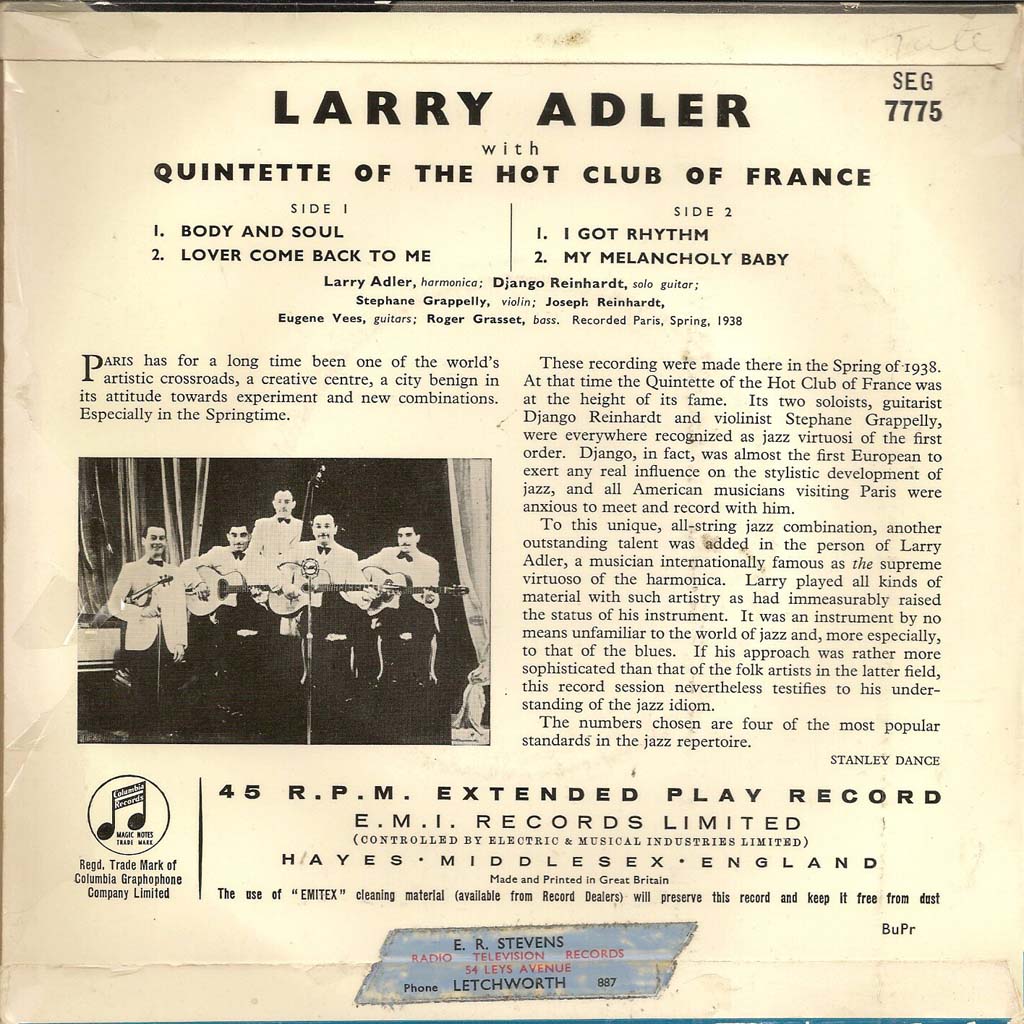 SEG
7775
LARRY ADLER
with
QUINTETTE OF THE HOT CLUB OF FRANCE
SIDE 1
1. BODY AND SOUL
2. LOVER COME BACK TO ME
SIDE 2
1. I GOT RHYTHM
2. MY MELANCHOLY BABY
Larry Adler, harmonica; Django Reinhardt, solo guitar;
Stephane Grappelly, violin; Joseph Reinhardt,
Eugene Vees, guitars; Roger Grasset, bass. Recorded Paris, Spring, 1938
PARIS has for a long time been one of the world's
artistic crossroads, a creative centre, a city benign in
its attitude towards experiment and new combinations.
Especially in the Springtime.
These recording were made there in the Spring of 1938.
At that time the Quintette of the Hot Club of France was
at the height of its fame. Its two soloists, guitarist
Django Reinhardt and violinist Stephane Grappelly,
were everywhere recognized as jazz virtuosi of the first
order. Django, in fact, was almost the first European to
exert any real influence on the stylistic development of
jazz, and all American musicians visiting Paris were
anxious to meet and record with him.
To this unique, all-string jazz combination, another
outstanding talent was added in the person of Larry
Adler, a musician internationally famous as the supreme
virtuoso of the harmonica. Larry played all kinds of
material with such artistry as had immeasurably raised
the status of his instrument. It was an instrument by no
means unfamiliar to the world of jazz and, more especially,
to that of the blues. If his approach was rather more
sophisticated than that of the folk artists in the latter field,
this record session nevertheless testifies to his under-
standing of the jazz idiom.
The numbers chosen are four of the most popular
standards in the jazz repertoire.
STANLEY DANCE
Columbia
Records
MAGIC NOTES
TRADE MARK
Regd. Trade Mark of
Columbia Graphophone
Company Limited
45 R.P.M. EXTENDED PLAY RECORD
E.M.I. RECORDS LIMITED
(CONTROLLED BY ELECTRIC & MUSICAL INDUSTRIES LIMITED)
HAYES · MIDDLESEX · ENGLAND
Made and Printed in Great Britain
The use of "EMITEX" cleaning material (available from Record Dealers) will preserve this record and keep it free from dust
BuPr
E. R. STEVENS
RADIO TELEVISION RECORDS
54 LEYS AVENUE
Phone LETCHWORTH 887